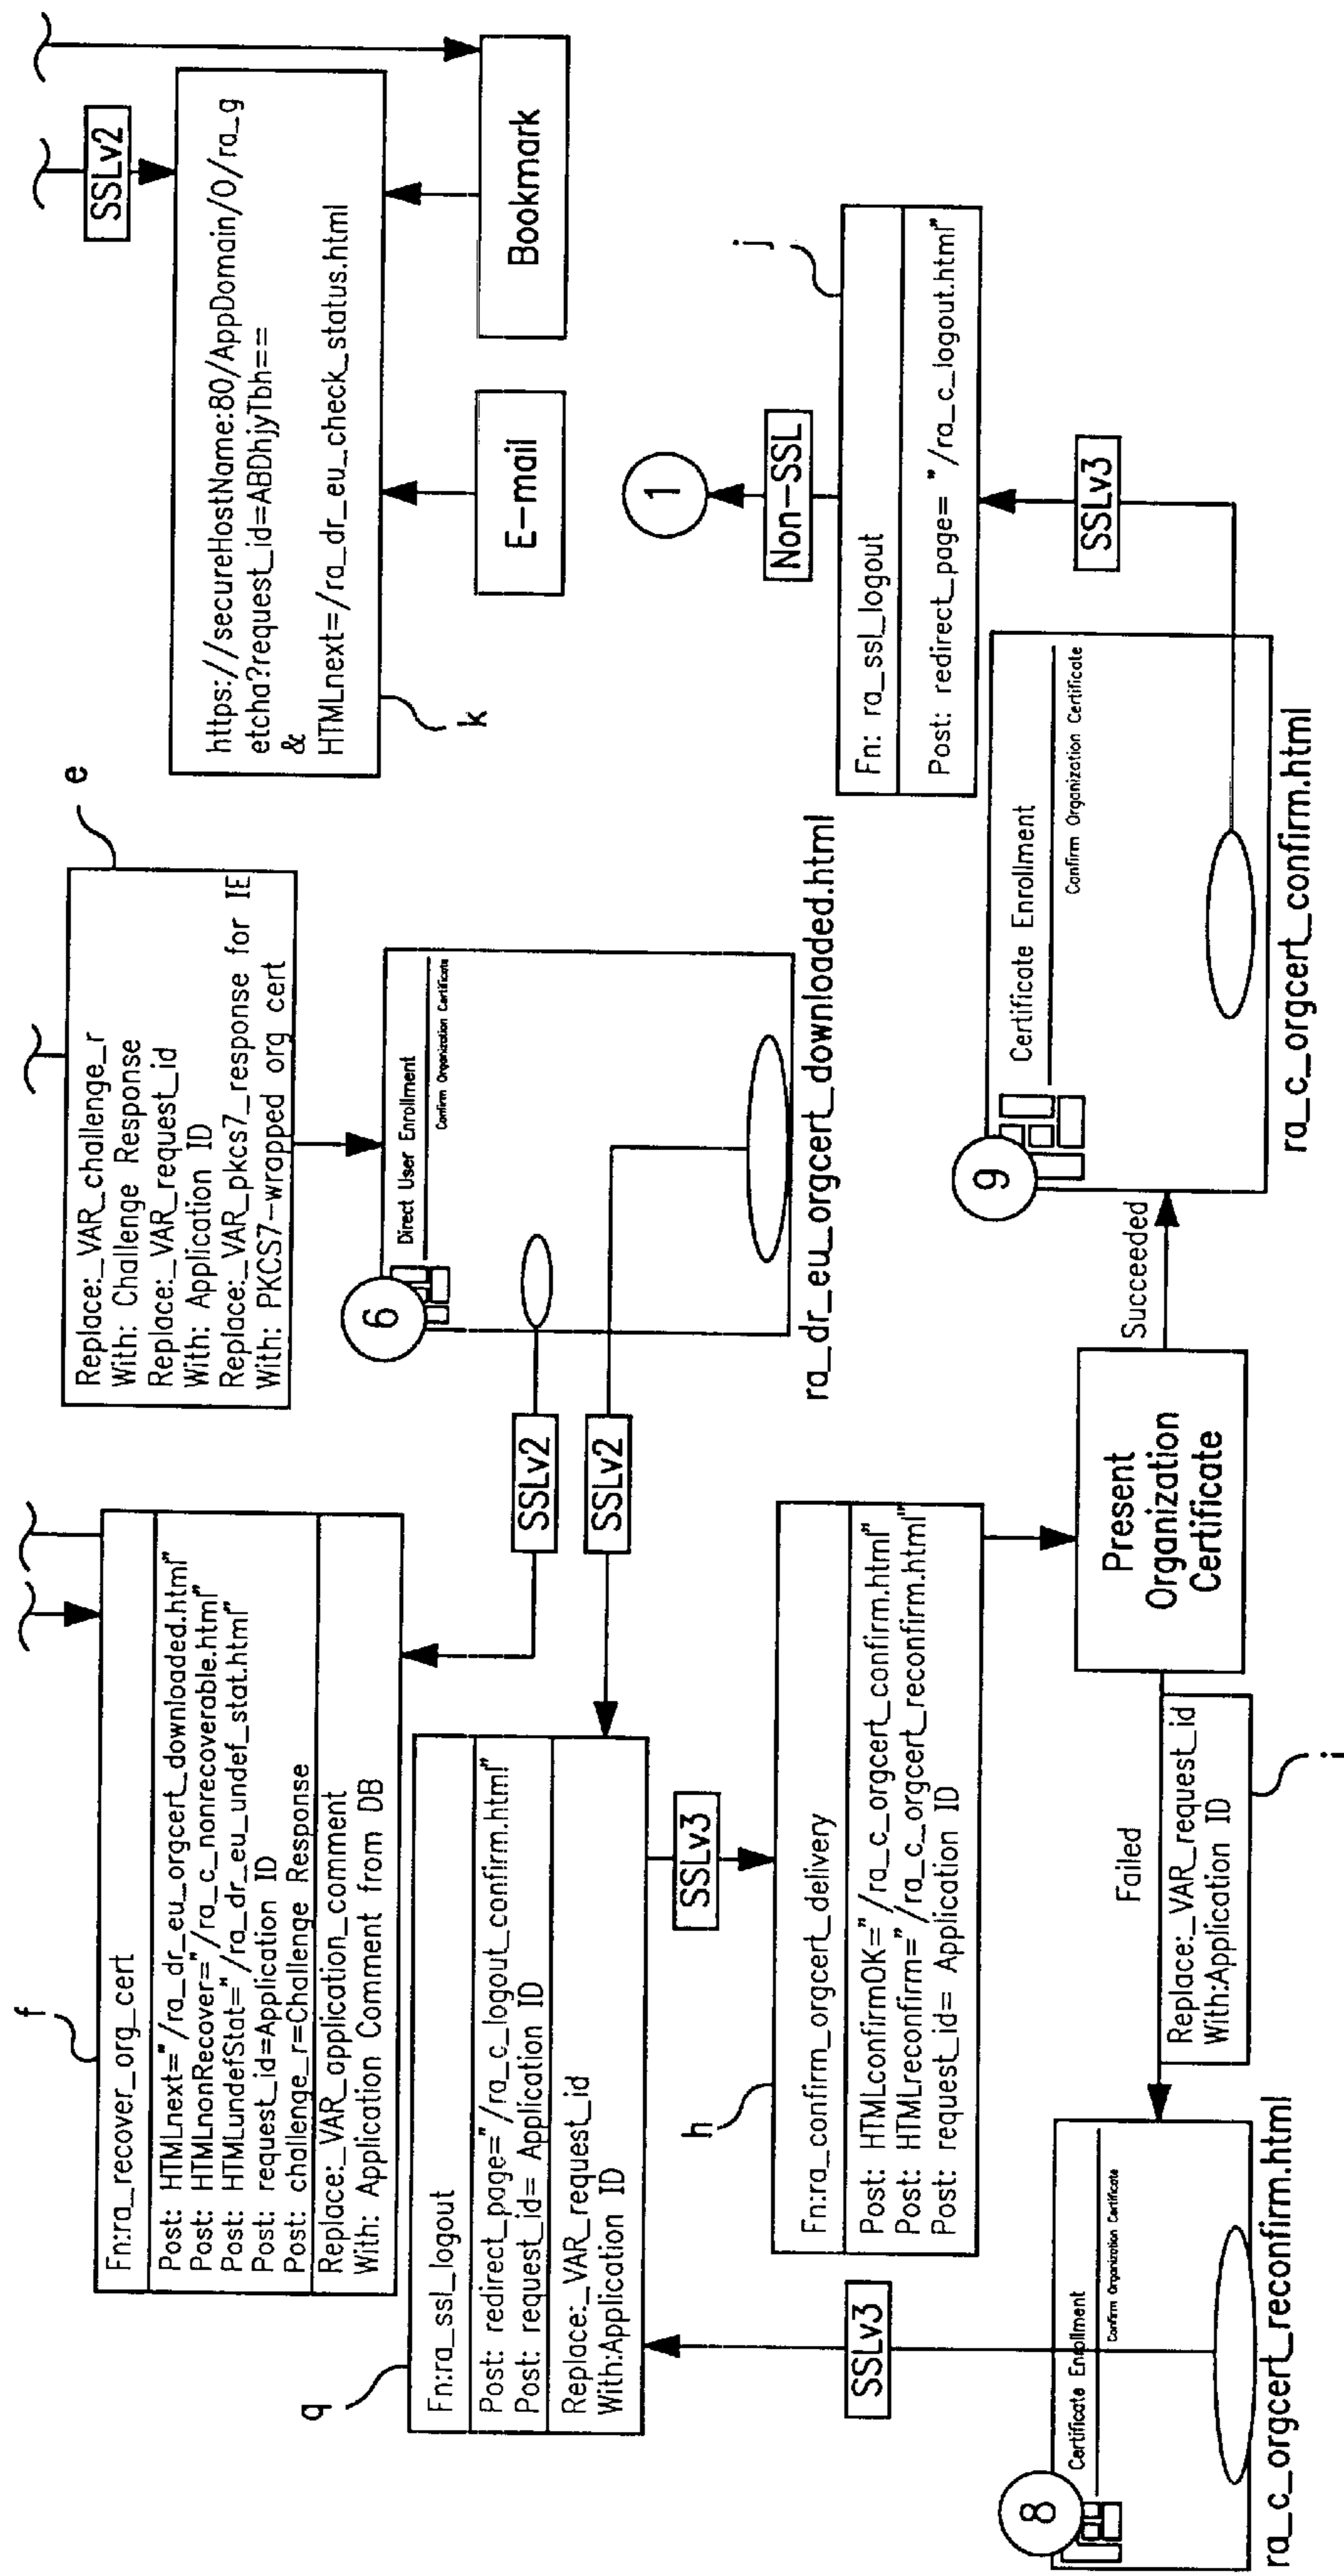 f
Fn:ra_recover_org_cert
Post: HTMLnext="/ra_dr_eu_orgcert_downloaded.html"
Post: HTMLnonRecover="/ra_c_nonrecoverable.html"
Post: HTMLundefStat="/ra_dr_eu_undef_stat.html"
Post: request_id=Application ID
Post: challenge_r=Challenge Response
Replace:_VAR_application_comment
With: Application Comment from DB
e
Replace:_VAR_challenge_r
With: Challenge Response
Replace:_VAR_request_id
With: Application ID
Replace:_VAR_pkcs7_response for IE
With: PKCS7-wrapped org cert
SSLv2
https://secureHostName:80/AppDomain/0/ra_g
etcha?request_id=ABDhjyTbh==
&
HTMLnext=/ra_dr_eu_check_status.html
k
E-mail
Bookmark
q
Fn:ra_ssl_logout
Post: redirect_page="/ra_c_logout_confirm.html"
Post: request_id= Application ID
Replace:_VAR_request_id
With:Application ID
SSLv2
SSLv2
6
Direct User Enrollment
Confirm Organization Certificate
ra_dr_eu_orgcert_downloaded.html
SSLv3
h
Fn:ra_confirm_orgcert_delivery
Post: HTMLconfirmOK="/ra_c_orgcert_confirm.html"
Post: HTMLreconfirm="/ra_c_orgcert_reconfirm.html"
Post: request_id= Application ID
SSLv3
1
Non-SSL
j
Fn: ra_ssl_logout
Post: redirect_page= "/ra_c_logout.html"
SSLv3
8
Certificate Enrollment
Confirm Organization Certificate
ra_c_orgcert_reconfirm.html
Failed
Replace:_VAR_request_id
With:Application ID
i
Present
Organization
Certificate
Succeeded
9
Certificate Enrollment
Confirm Organization Certificate
ra_c_orgcert_confirm.html